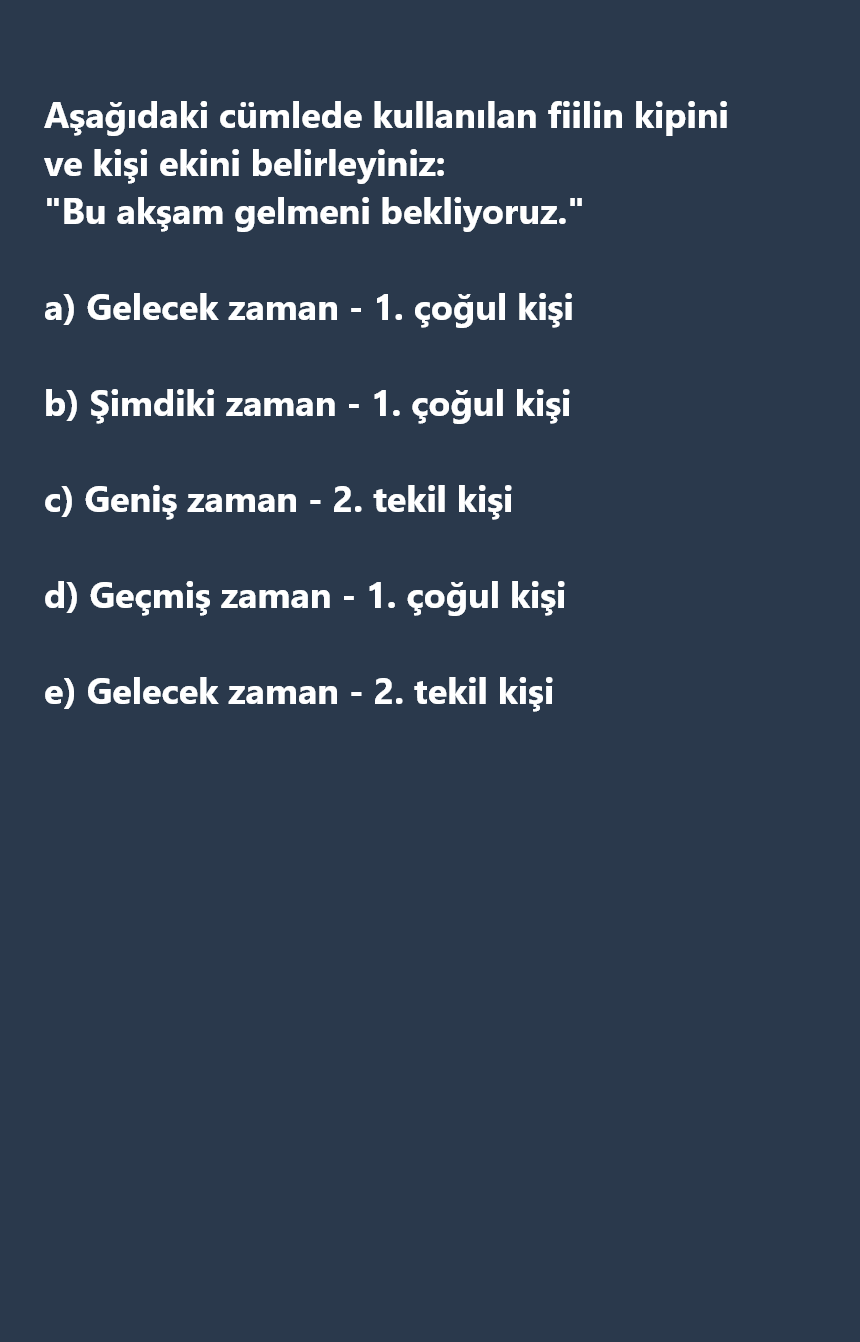 Aşağıdaki cümlede kullanılan fiilin kipini
ve kişi ekini belirleyiniz:
"Bu akşam gelmeni bekliyoruz."
a) Gelecek zaman - 1. çoğul kişi
b) Şimdiki zaman - 1. çoğul kişi
c) Geniş zaman - 2. tekil kişi
d) Geçmiş zaman - 1. çoğul kişi
e) Gelecek zaman - 2. tekil kişi